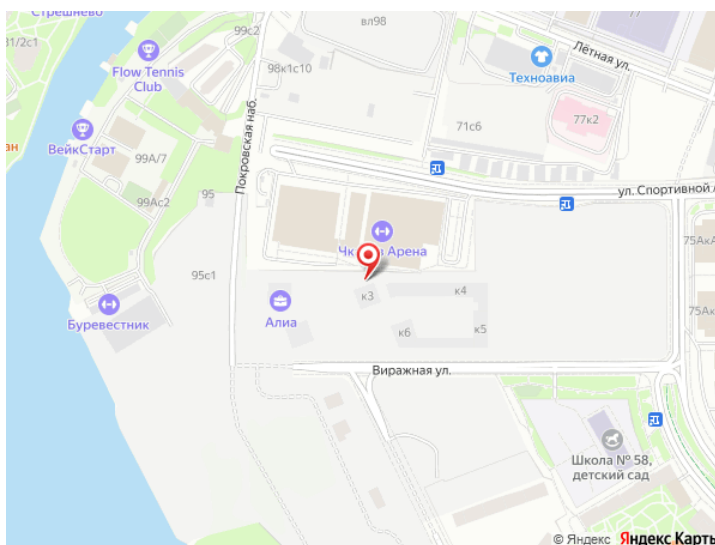 Стрешнево
99с2
вл98
77
Лётная ул.
31/2с1
Flow Tennis
Club
98к1с10
Техноавиа
71с6
77к2
ВейкСтарт
99А/7
Покровская наб.
95
99Ас2
ул. Спортивной
Арена
75АкА
95с1
к3
к4
Алиа
Буревестник
к6
к5
75Ак
Виражная ул.
Школа № 58,
детский сад
© Яндекс Яндекс Карты